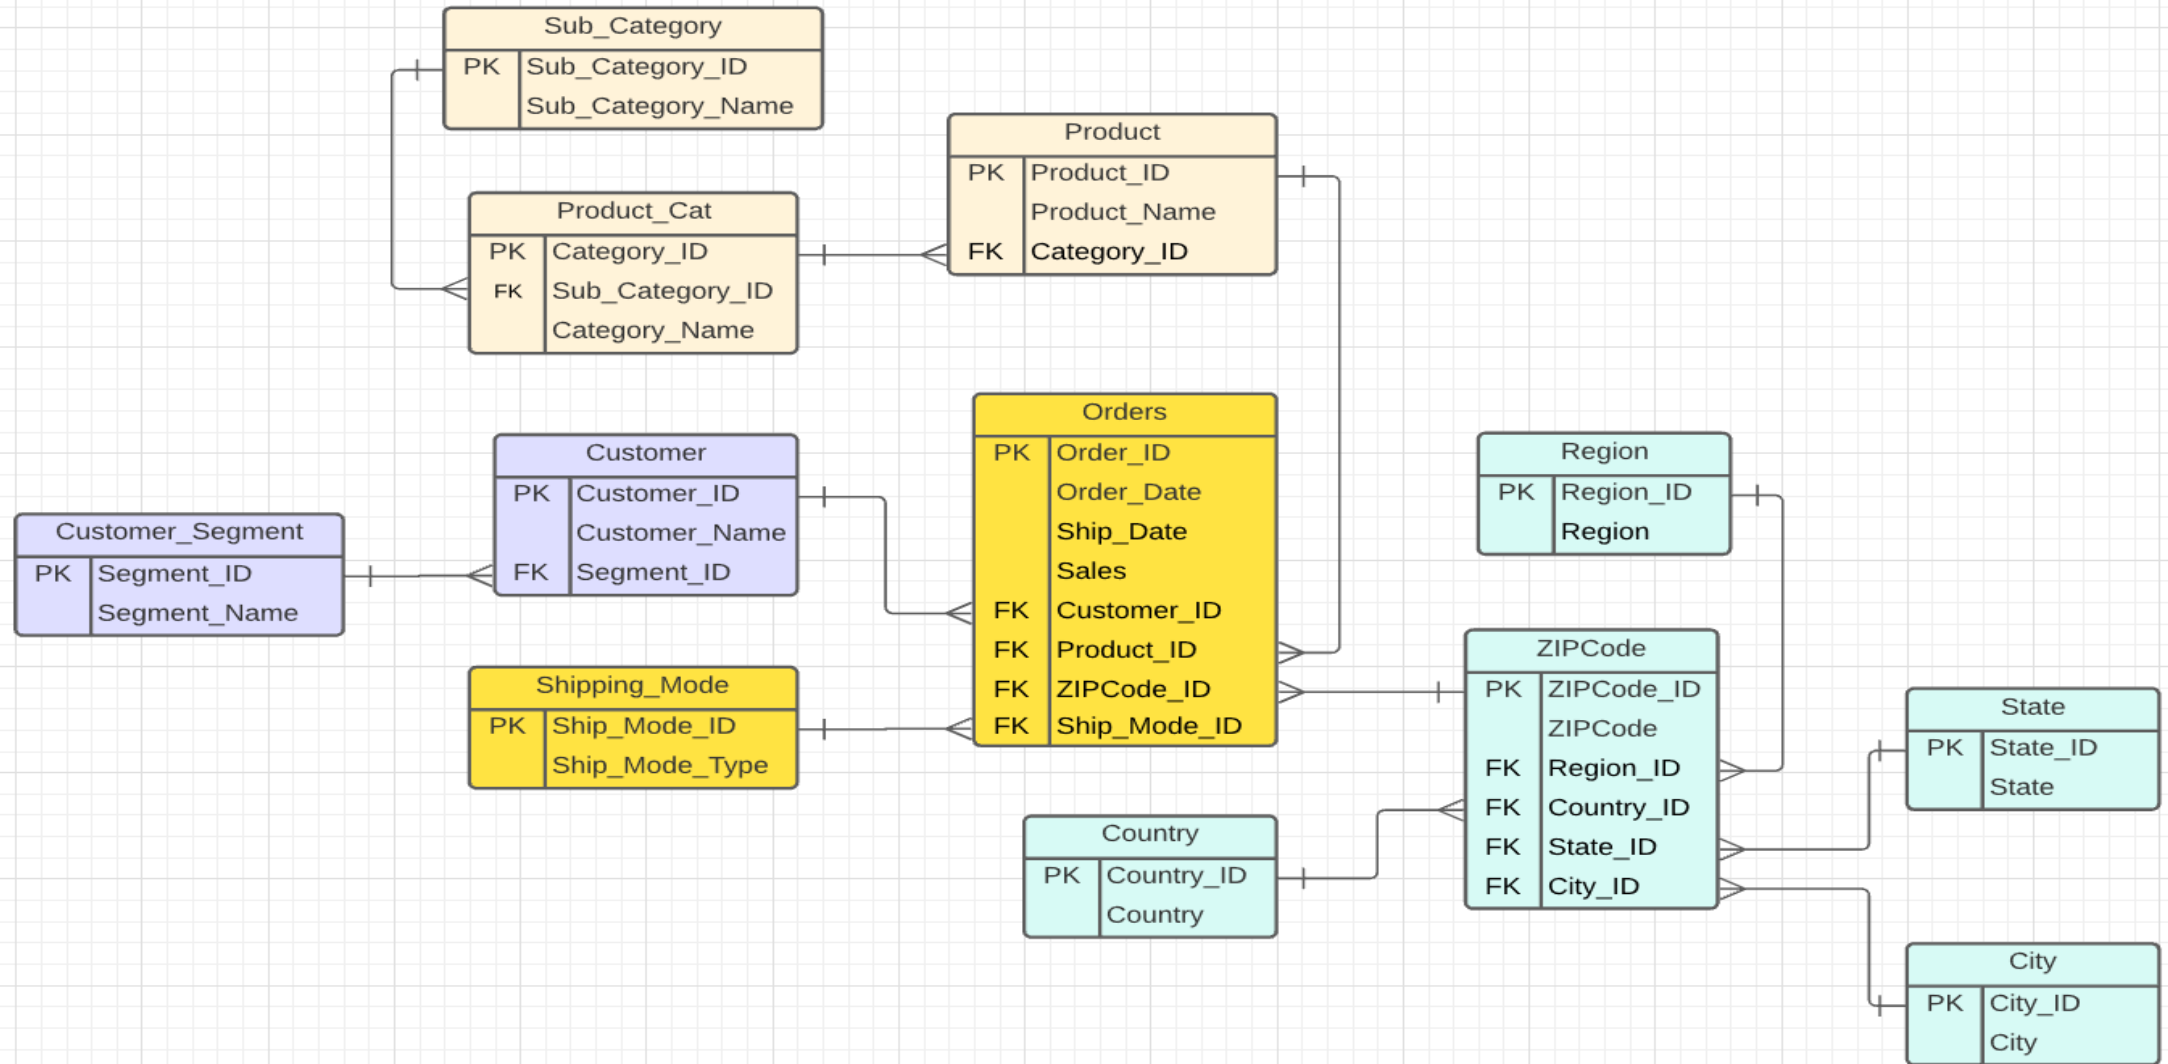 Sub_Category
PK Sub_Category_ID
Sub_Category_Name
Product
PK Product_ID
Product_Name
FK Category_ID
Product_Cat
PK Category_ID
FK Sub_Category_ID
Category_Name
Orders
PK Order_ID
Order_Date
Ship_Date
Sales
FK Customer_ID
FK Product_ID
FK ZIPCode_ID
FK Ship_Mode_ID
Customer
PK Customer_ID
Customer_Name
FK Segment_ID
Customer_Segment
PK Segment_ID
Segment_Name
Shipping_Mode
PK Ship_Mode_ID
Ship_Mode_Type
Region
PK Region_ID
Region
ZIPCode
PK ZIPCode_ID
ZIPCode
FK Region_ID
FK Country_ID
FK State_ID
FK City_ID
State
PK State_ID
State
Country
PK Country_ID
Country
City
PK City_ID
City